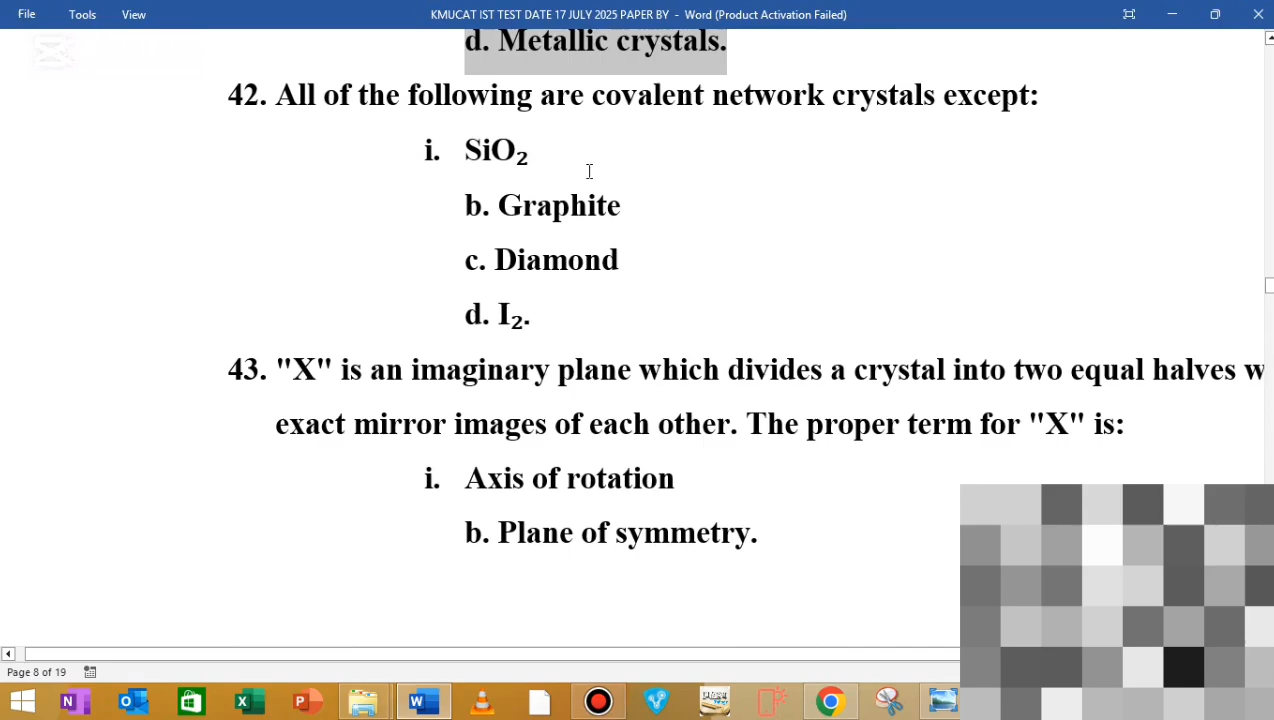 File Tools View KMUCAT IST TEST DATE 17 JULY 2025 PAPER BY - Word (Product Activation Failed)
d. Metallic crystals.
42. All of the following are covalent network crystals except:
i. SiO₂
b. Graphite
c. Diamond
d. I₂.
43. "X" is an imaginary plane which divides a crystal into two equal halves w
exact mirror images of each other. The proper term for "X" is:
i. Axis of rotation
b. Plane of symmetry.
Page 8 of 19